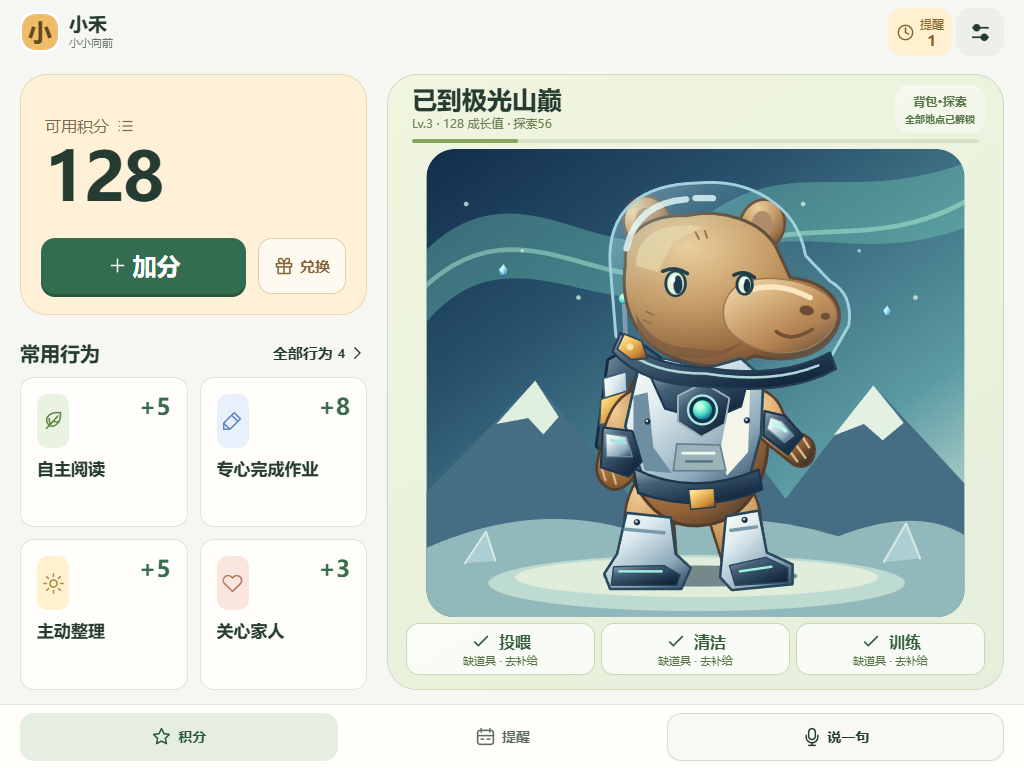 小
小禾
小小向前
提醒
1
可用积分
128
+ 加分
兑换
常用行为
全部行为 4
+5
自主阅读
+8
专心完成作业
+5
主动整理
+3
关心家人
已到极光山巅
Lv.3 · 128 成长值 · 探索56
背包•探索
全部地点已解锁
投喂
缺道具 · 去补给
清洁
缺道具 · 去补给
训练
缺道具 · 去补给
积分
提醒
说一句